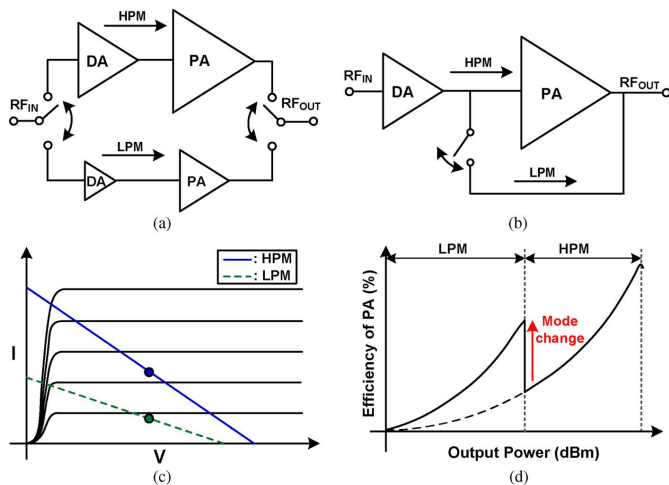 HPM
DA
PA
RF_IN
RF_OUT
LPM
DA
PA
(a)
HPM
RF_IN
RF_OUT
DA
PA
LPM
(b)
: HPM
: LPM
I
V
(c)
LPM
HPM
Efficiency of PA (%)
Mode
change
Output Power (dBm)
(d)